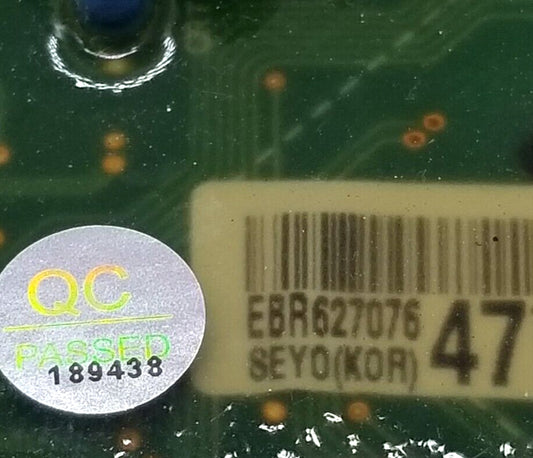 QC
PASSED
189438
EBR627076
SEYO(KOR)
47